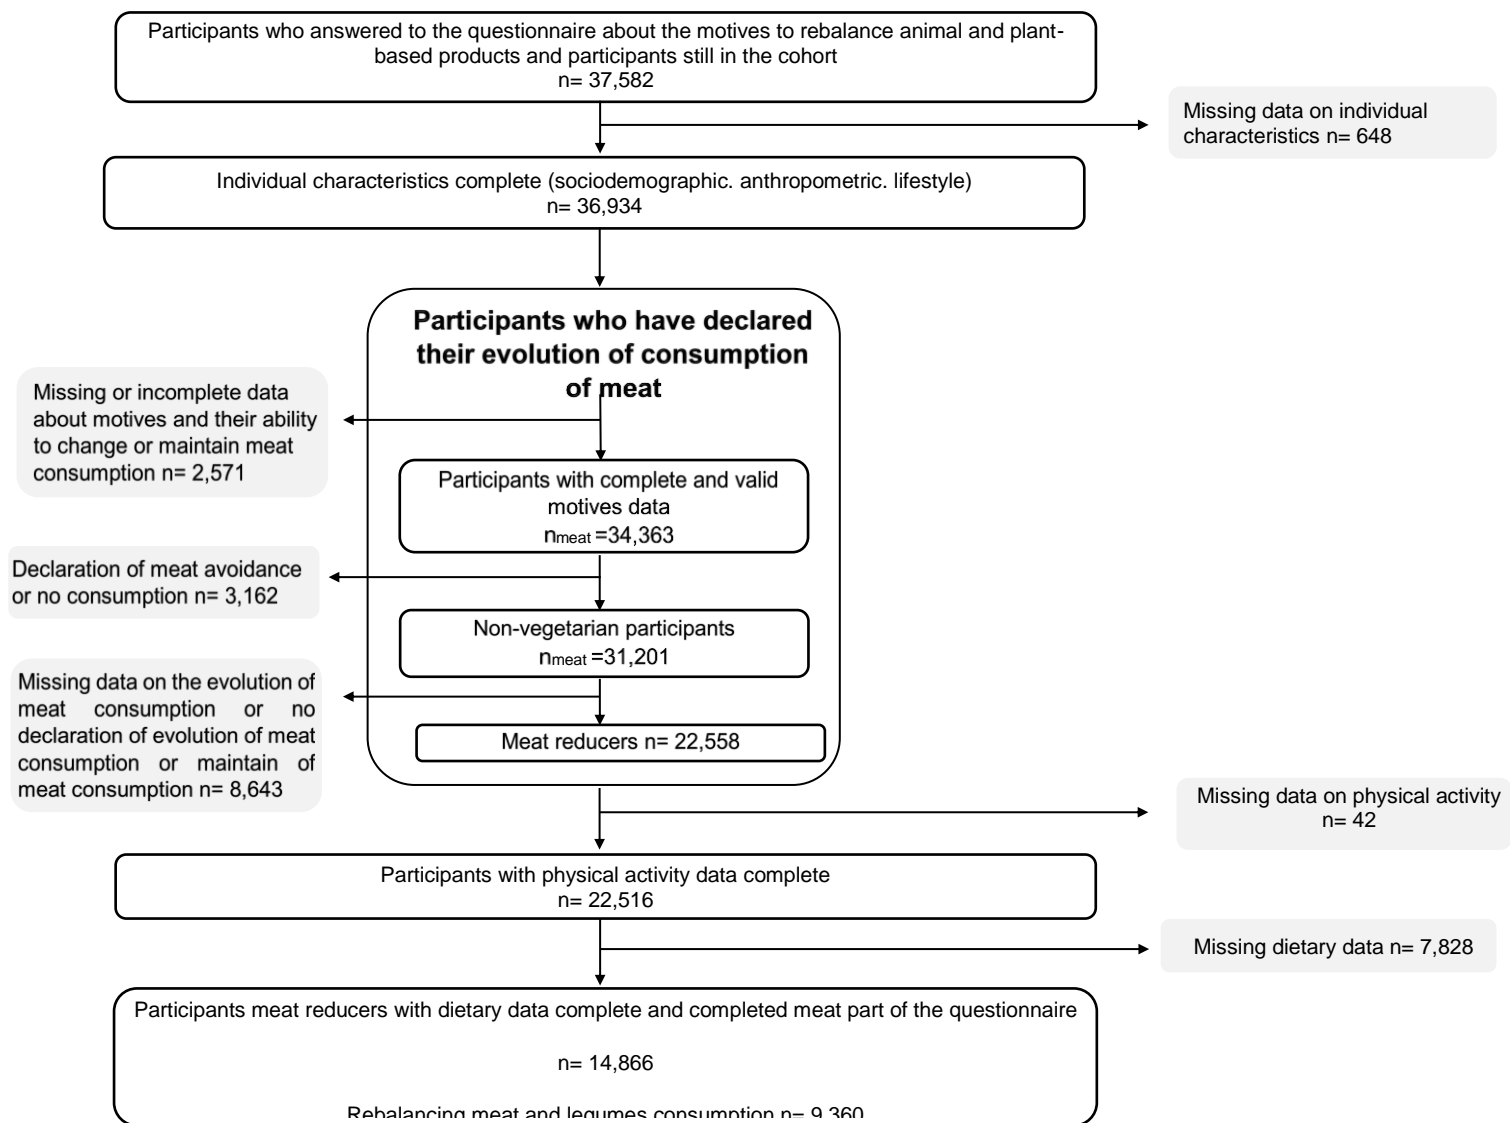 Participants who answered to the questionnaire about the motives to rebalance animal and plant-
based products and participants still in the cohort
n= 37,582
Missing data on individual
characteristics n= 648
Individual characteristics complete (sociodemographic. anthropometric. lifestyle)
n= 36,934
Participants who have declared
their evolution of consumption
of meat
Missing or incomplete data
about motives and their ability
to change or maintain meat
consumption n= 2,571
Participants with complete and valid
motives data
nmeat =34,363
Declaration of meat avoidance
or no consumption n= 3,162
Non-vegetarian participants
nmeat =31,201
Missing data on the evolution of
meat consumption or no
declaration of evolution of meat
consumption or maintain of
meat consumption n= 8,643
Meat reducers n= 22,558
Missing data on physical activity
n= 42
Participants with physical activity data complete
n= 22,516
Missing dietary data n= 7,828
Participants meat reducers with dietary data complete and completed meat part of the questionnaire
n= 14,866
Rebalancing meat and legumes consumption n= 9,360